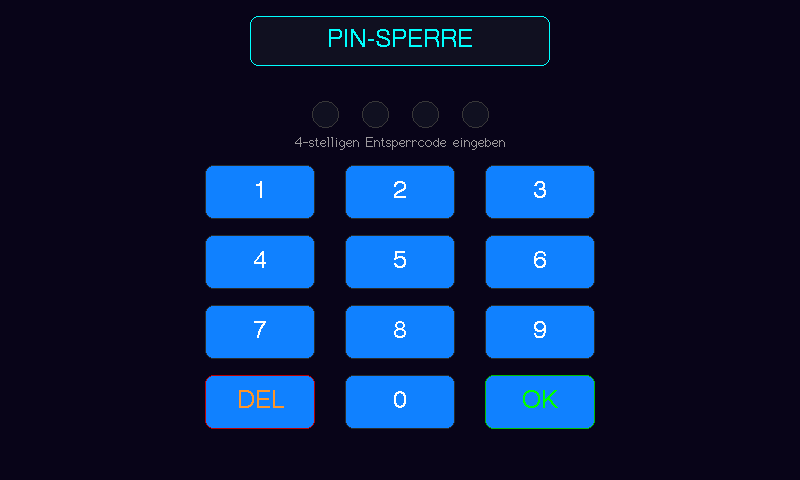 PIN-SPERRE
4-stelligen Entsperrcode eingeben
1 2 3
4 5 6
7 8 9
DEL 0 OK